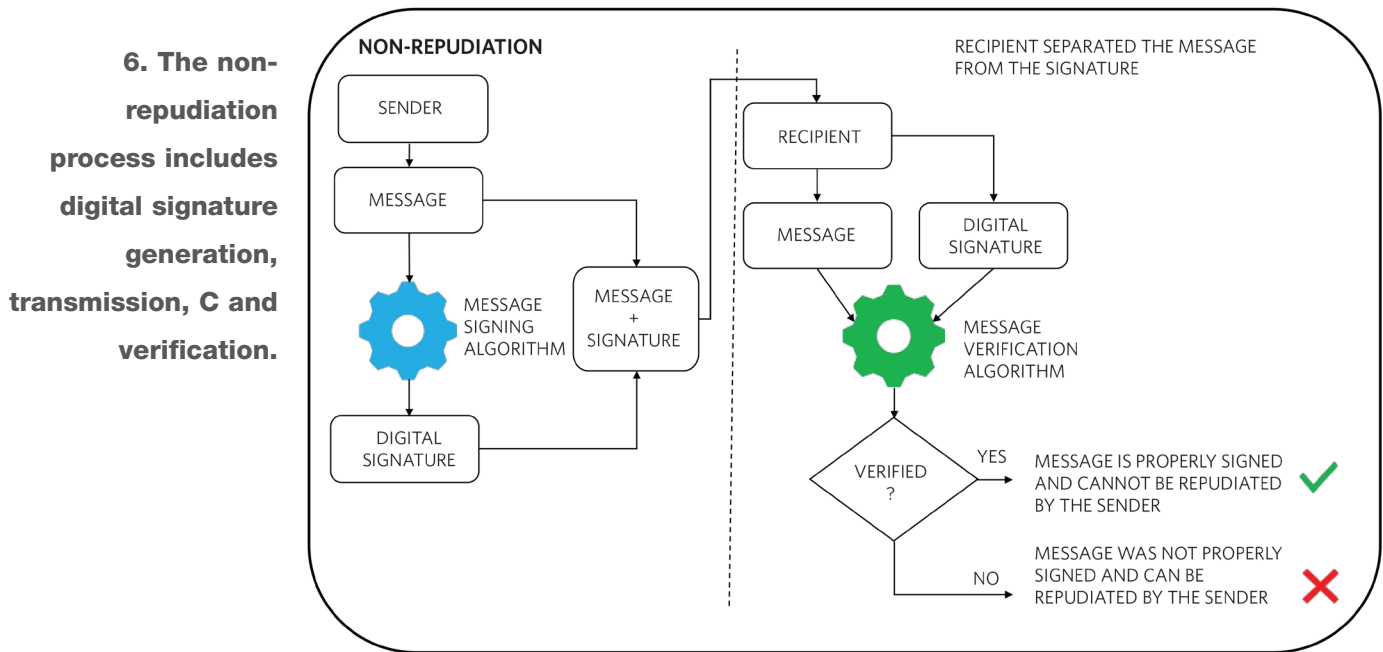 6. The non-
repudiation
process includes
digital signature
generation,
transmission, C and
verification.
NON-REPUDIATION
SENDER
MESSAGE
MESSAGE
SIGNING
ALGORITHM
DIGITAL
SIGNATURE
MESSAGE
+
SIGNATURE
RECIPIENT SEPARATED THE MESSAGE
FROM THE SIGNATURE
RECIPIENT
MESSAGE
DIGITAL
SIGNATURE
MESSAGE
VERIFICATION
ALGORITHM
VERIFIED
?
YES
MESSAGE IS PROPERLY SIGNED
AND CANNOT BE REPUDIATED
BY THE SENDER
NO
MESSAGE WAS NOT PROPERLY
SIGNED AND CAN BE
REPUDIATED BY THE SENDER